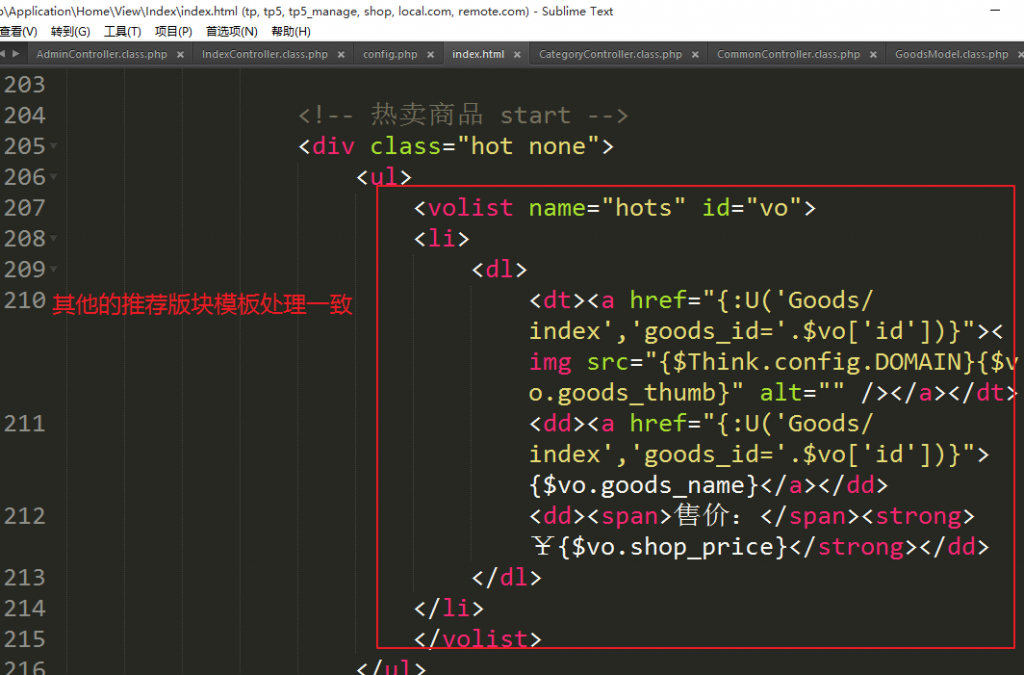 p\Application\Home\View\Index\index.html (tp, tp5, tp5_manage, shop, local.com, remote.com) - Sublime Text
查看(V) 转到(G) 工具(T) 项目(P) 首选项(N) 帮助(H)
AdminController.class.php × IndexController.class.php × config.php × index.html × CategoryController.class.php × CommonController.class.php × GoodsModel.class.php ×
203
204 <!-- 热卖商品 start -->
205 <div class="hot none">
206 <ul>
207 <volist name="hots" id="vo">
208 <li>
209 <dl>
210 其他的推荐版块模板处理一致 <dt><a href="{:U('Goods/
index','goods_id='.$vo['id'])}"><
img src="{$Think.config.DOMAIN}{$v
o.goods_thumb}" alt="" /></a></dt>
211 <dd><a href="{:U('Goods/
index','goods_id='.$vo['id'])}">
{$vo.goods_name}</a></dd>
212 <dd><span>售价：</span><strong>
￥{$vo.shop_price}</strong></dd>
213 </dl>
214 </li>
215 </volist>
216 </ul>